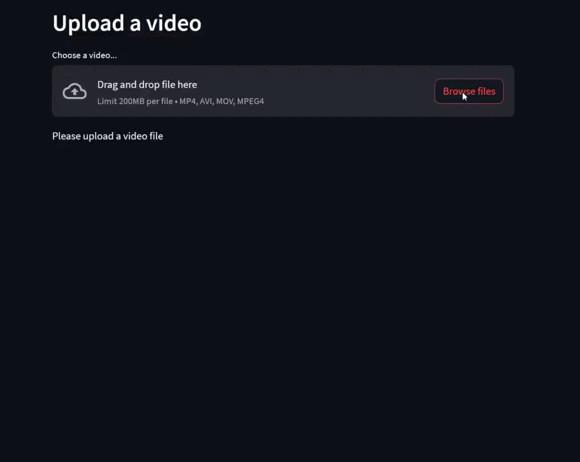 Upload a video
Choose a video...
Drag and drop file here
Browse files
Limit 200MB per file • MP4, AVI, MOV, MPEG4
Please upload a video file